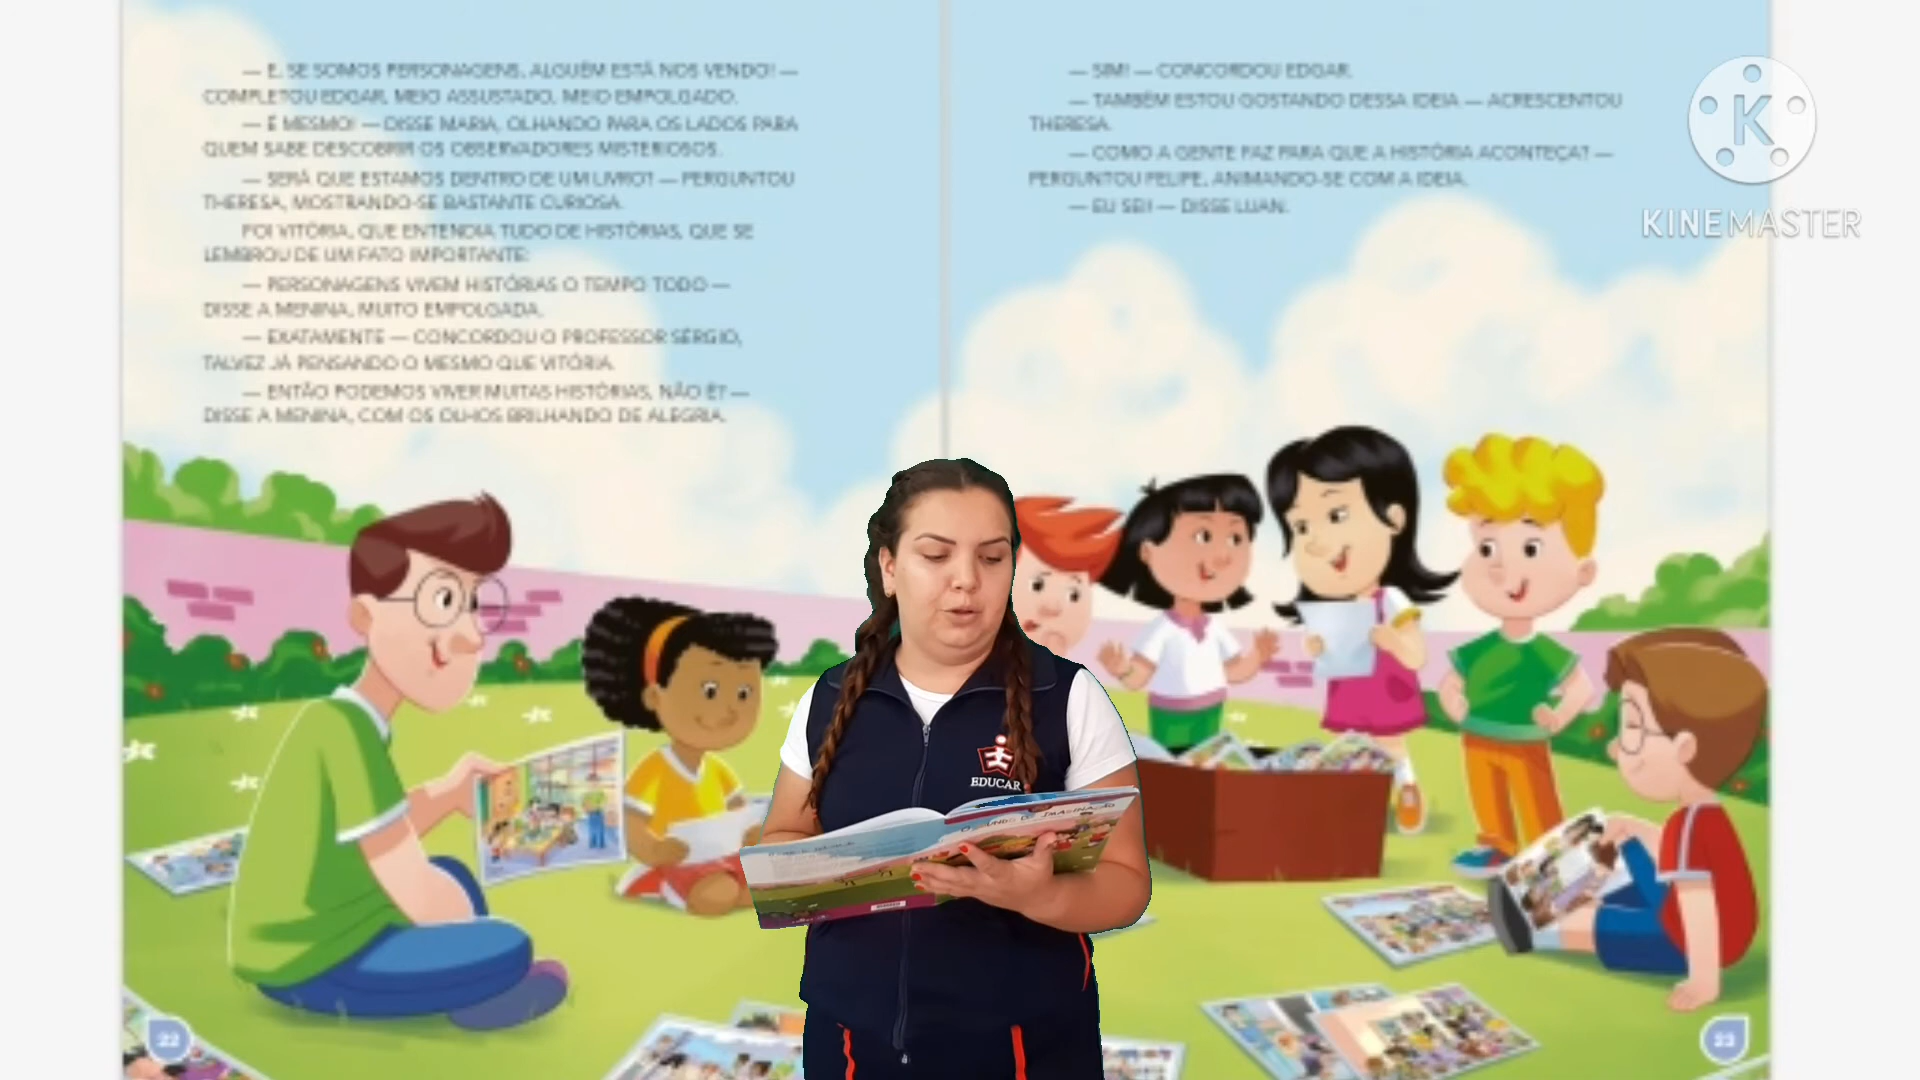 — E, SE SOMOS PERSONAGENS, ALGUÉM ESTÁ NOS VENDO! —
COMPLETOU EDGAR, MEIO ASSUSTADO, MEIO EMPOLGADO.
— É MESMO! — DISSE MARIA, OLHANDO PARA OS LADOS PARA
QUEM SABE DESCOBRIR OS OBSERVADORES MISTERIOSOS.
— SERÁ QUE ESTAMOS DENTRO DE UM LIVRO? — PERGUNTOU
THERESA, MOSTRANDO-SE BASTANTE CURIOSA.
FOI VITÓRIA, QUE ENTENDIA TUDO DE HISTÓRIAS, QUE SE
LEMBROU DE UM FATO IMPORTANTE:
— PERSONAGENS VIVEM HISTÓRIAS O TEMPO TODO —
DISSE A MENINA, MUITO EMPOLGADA.
— EXATAMENTE — CONCORDOU O PROFESSOR SÉRGIO,
TALVEZ JÁ PENSANDO O MESMO QUE VITÓRIA.
— ENTÃO PODEMOS VIVER MUITAS HISTÓRIAS, NÃO É? —
DISSE A MENINA, COM OS OLHOS BRILHANDO DE ALEGRIA.
— SIM! — CONCORDOU EDGAR.
— TAMBÉM ESTOU GOSTANDO DESSA IDEIA — ACRESCENTOU
THERESA.
— COMO A GENTE FAZ PARA QUE A HISTÓRIA ACONTEÇA? —
PERGUNTOU FELIPE, ANIMANDO-SE COM A IDEIA.
— EU SEI! — DISSE LUAN.
K
KINEMASTER
EDUCAR
O MUNDO DA IMAGINAÇÃO
22
23